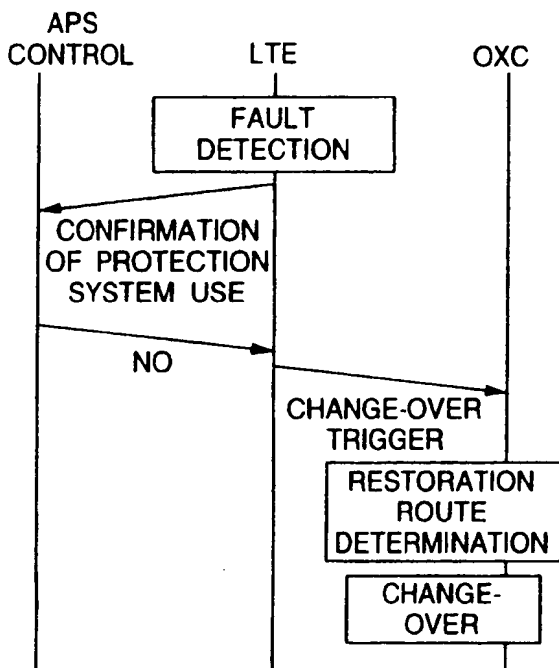 APS
CONTROL
LTE
OXC
FAULT
DETECTION
CONFIRMATION
OF PROTECTION
SYSTEM USE
NO
CHANGE-OVER
TRIGGER
RESTORATION
ROUTE
DETERMINATION
CHANGE-
OVER